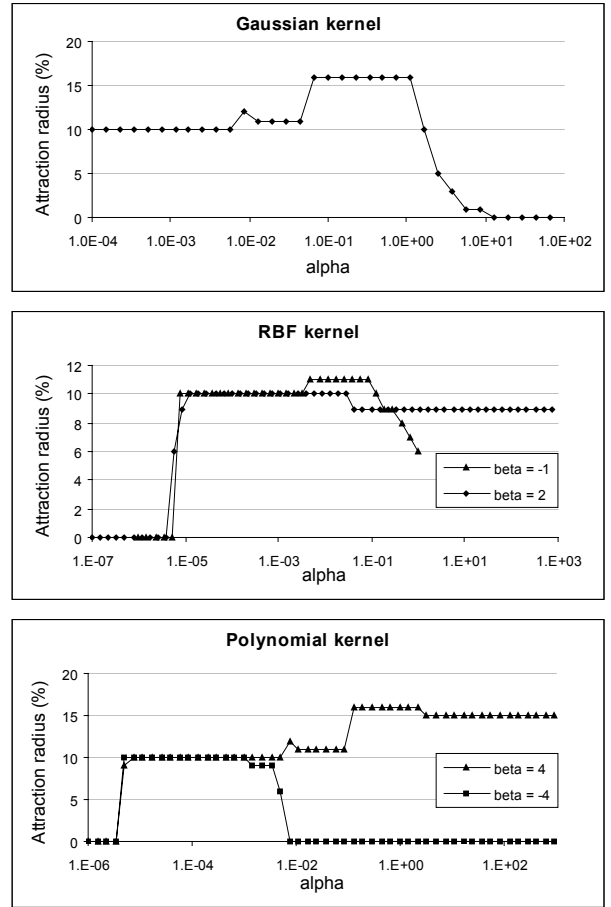 Gaussian kernel
Attraction radius (%)
20
15
10
5
0
1.0E-04 1.0E-03 1.0E-02 1.0E-01 1.0E+00 1.0E+01 1.0E+02
alpha
RBF kernel
Attraction radius (%)
12
10
8
6
4
2
0
beta = -1
beta = 2
1.E-07 1.E-05 1.E-03 1.E-01 1.E+01 1.E+03
alpha
Polynomial kernel
Attraction radius (%)
20
15
10
5
0
beta = 4
beta = -4
1.E-06 1.E-04 1.E-02 1.E+00 1.E+02
alpha